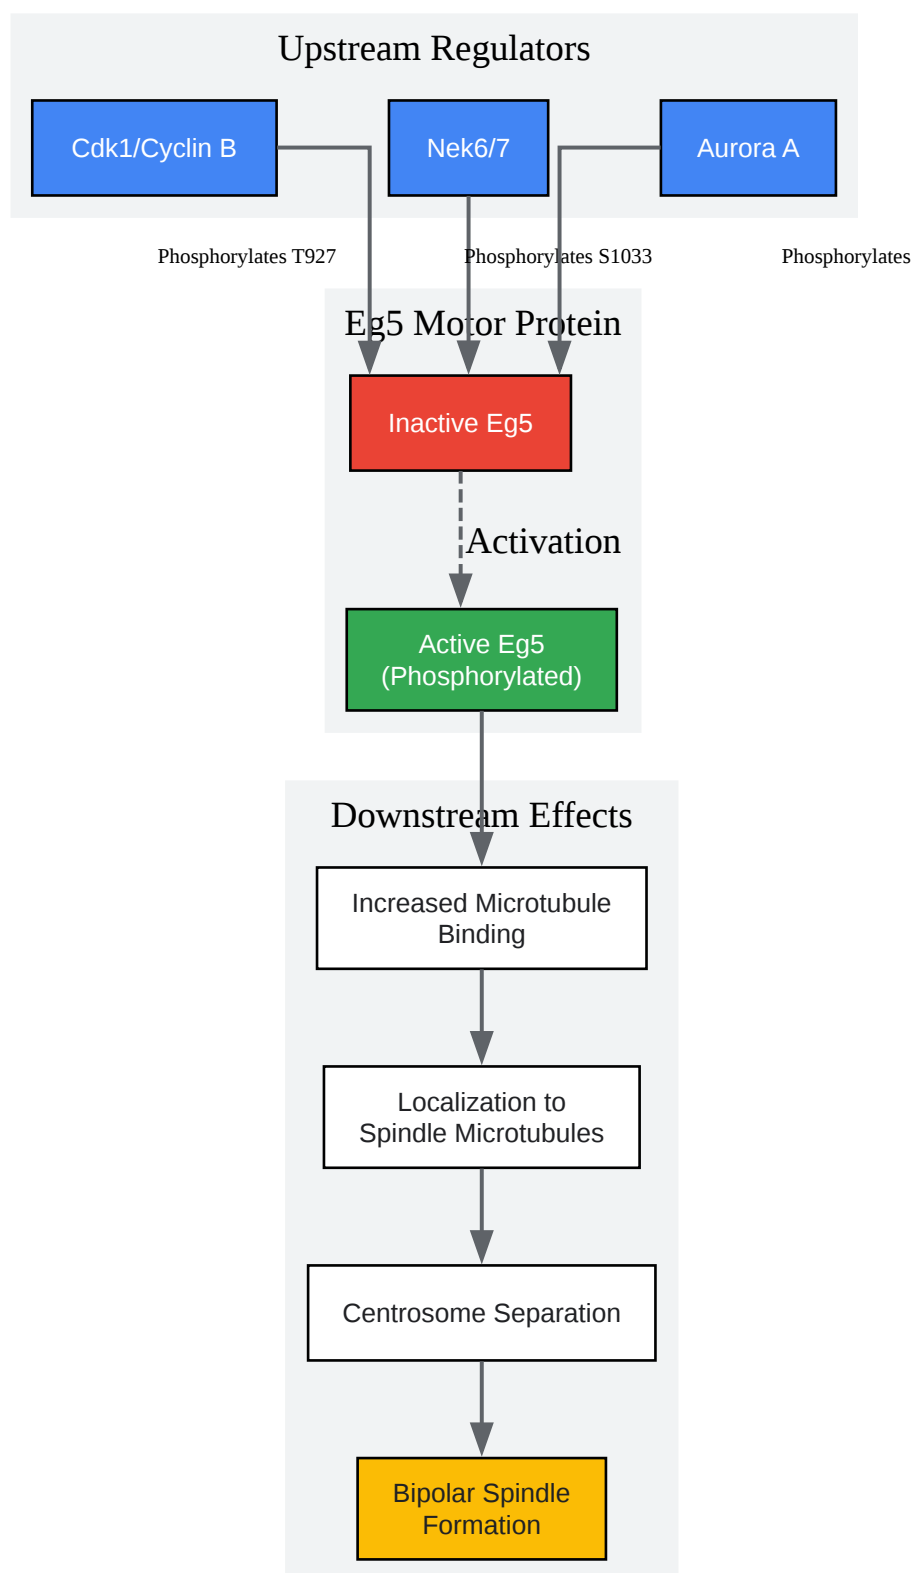 Upstream Regulators
Cdk1/Cyclin B
Nek6/7
Aurora A
Phosphorylates T927
Phosphorylates S1033
Phosphorylates
Eg5 Motor Protein
Inactive Eg5
Activation
Active Eg5
(Phosphorylated)
Downstream Effects
Increased Microtubule
Binding
Localization to
Spindle Microtubules
Centrosome Separation
Bipolar Spindle
Formation